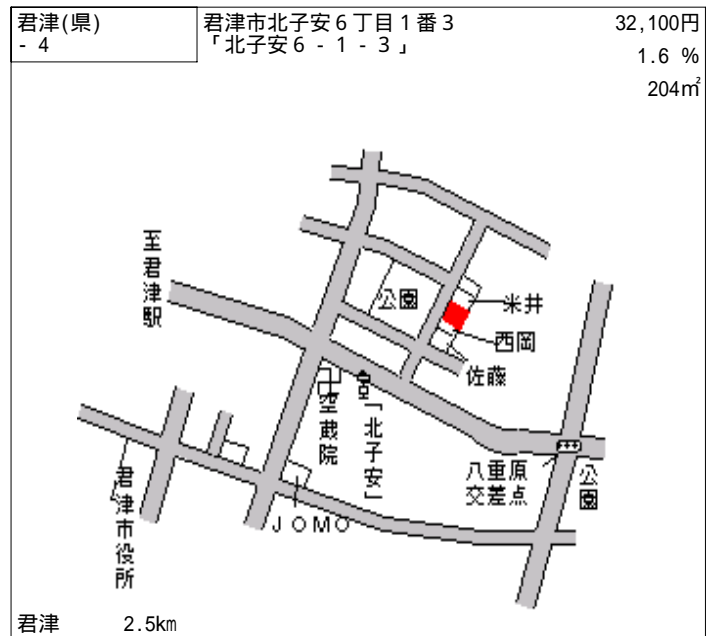 君津(県)
- 4
君津市北子安６丁目１番３
「北子安６ - １ - ３」
32,100円
1.6 %
204㎡
至君津駅
公園
米井
西岡
佐藤
空蔵院
「北子安」
八重原
交差点
公園
君津市役所
ＪＯＭＯ
君津 2.5km